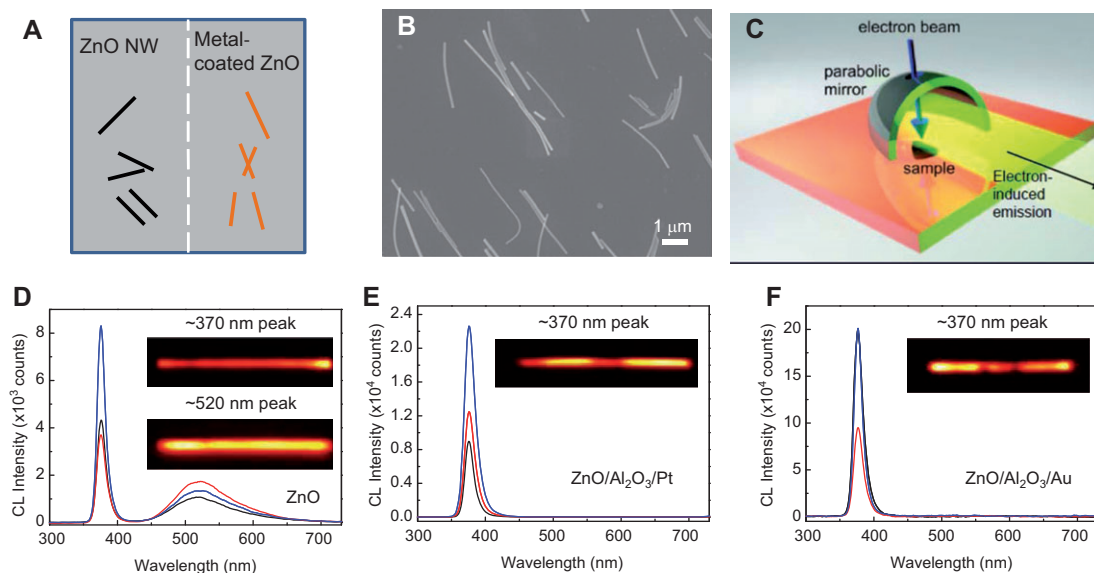 A
ZnO NW
Metal-
coated ZnO
B
1 μm
C
electron beam
parabolic
mirror
sample
Electron-
induced
emission
D
CL Intensity (x10³ counts)
8
6
4
2
0
~370 nm peak
~520 nm peak
ZnO
300 400 500 600 700
Wavelength (nm)
E
CL Intensity (x10⁴ counts)
2.4
1.8
1.2
0.6
0.0
~370 nm peak
ZnO/Al₂O₃/Pt
300 400 500 600 700
Wavelength (nm)
F
CL Intensity (x10⁴ counts)
20
15
10
5
0
~370 nm peak
ZnO/Al₂O₃/Au
300 400 500 600 700
Wavelength (nm)